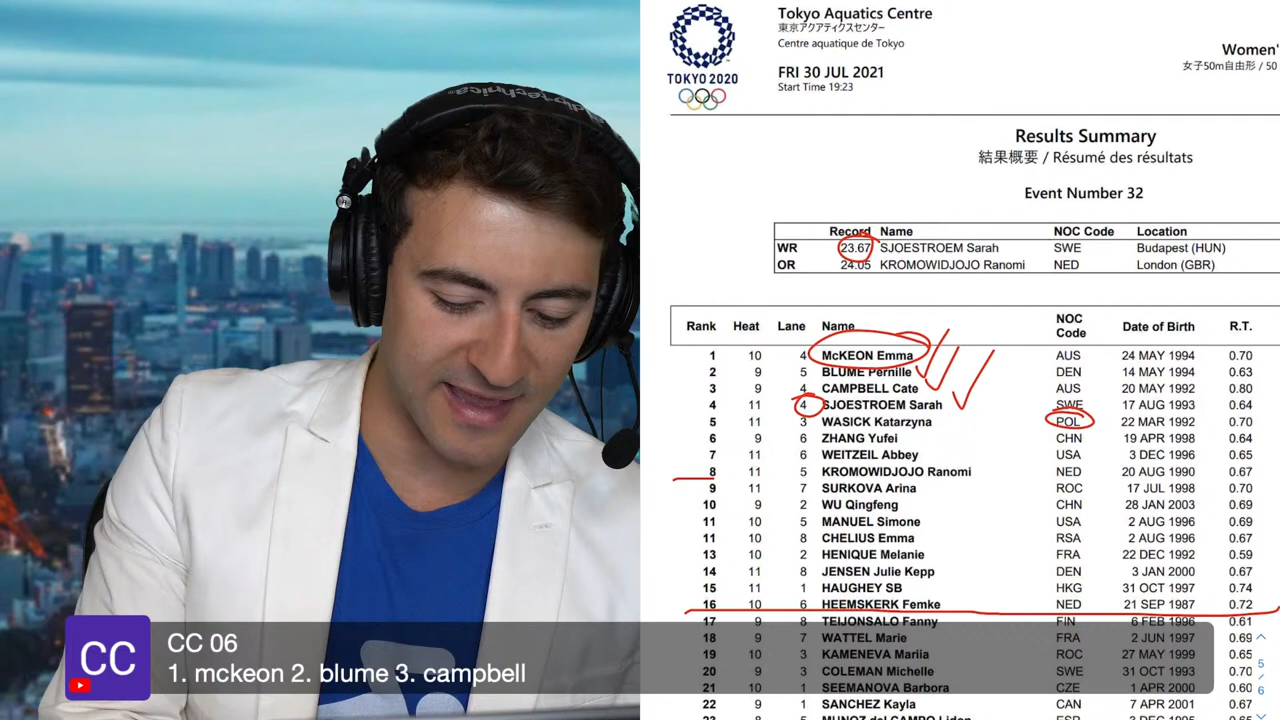 audio-technica
TOKYO 2020
Tokyo Aquatics Centre
東京アクアティクスセンター
Centre aquatique de Tokyo
FRI 30 JUL 2021
Start Time 19:23
Women'
女子50m自由形 / 50
Results Summary
結果概要 / Résumé des résultats
Event Number 32
Record Name NOC Code Location
WR 23.67 SJOESTROEM Sarah SWE Budapest (HUN)
OR 24.05 KROMOWIDJOJO Ranomi NED London (GBR)
Rank Heat Lane Name NOC Code Date of Birth R.T.
1 10 4 McKEON Emma AUS 24 MAY 1994 0.70
2 9 5 BLUME Pernille DEN 14 MAY 1994 0.63
3 9 4 CAMPBELL Cate AUS 20 MAY 1992 0.80
4 11 4 SJOESTROEM Sarah SWE 17 AUG 1993 0.64
5 11 3 WASICK Katarzyna POL 22 MAR 1992 0.70
6 9 6 ZHANG Yufei CHN 19 APR 1998 0.64
7 11 6 WEITZEIL Abbey USA 3 DEC 1996 0.65
8 11 5 KROMOWIDJOJO Ranomi NED 20 AUG 1990 0.67
9 11 7 SURKOVA Arina ROC 17 JUL 1998 0.70
10 9 2 WU Qingfeng CHN 28 JAN 2003 0.69
11 10 5 MANUEL Simone USA 2 AUG 1996 0.69
11 10 8 CHELIUS Emma RSA 2 AUG 1996 0.67
13 10 2 HENIQUE Melanie FRA 22 DEC 1992 0.59
14 11 8 JENSEN Julie Kepp DEN 3 JAN 2000 0.67
15 11 1 HAUGHEY SB HKG 31 OCT 1997 0.74
16 10 6 HEEMSKERK Femke NED 21 SEP 1987 0.72
17 9 8 TEIJONSALO Fanny FIN 6 FEB 1996 0.61
18 9 7 WATTEL Marie FRA 2 JUN 1997 0.69
19 10 3 KAMENEVA Mariia ROC 27 MAY 1999 0.65
20 9 3 COLEMAN Michelle SWE 31 OCT 1993 0.70
21 10 1 SEEMANOVA Barbora CZE 1 APR 2000 0.60
22 9 1 SANCHEZ Kayla CAN 7 APR 2001 0.67
5
/
6
CC
CC 06
1. mckeon 2. blume 3. campbell